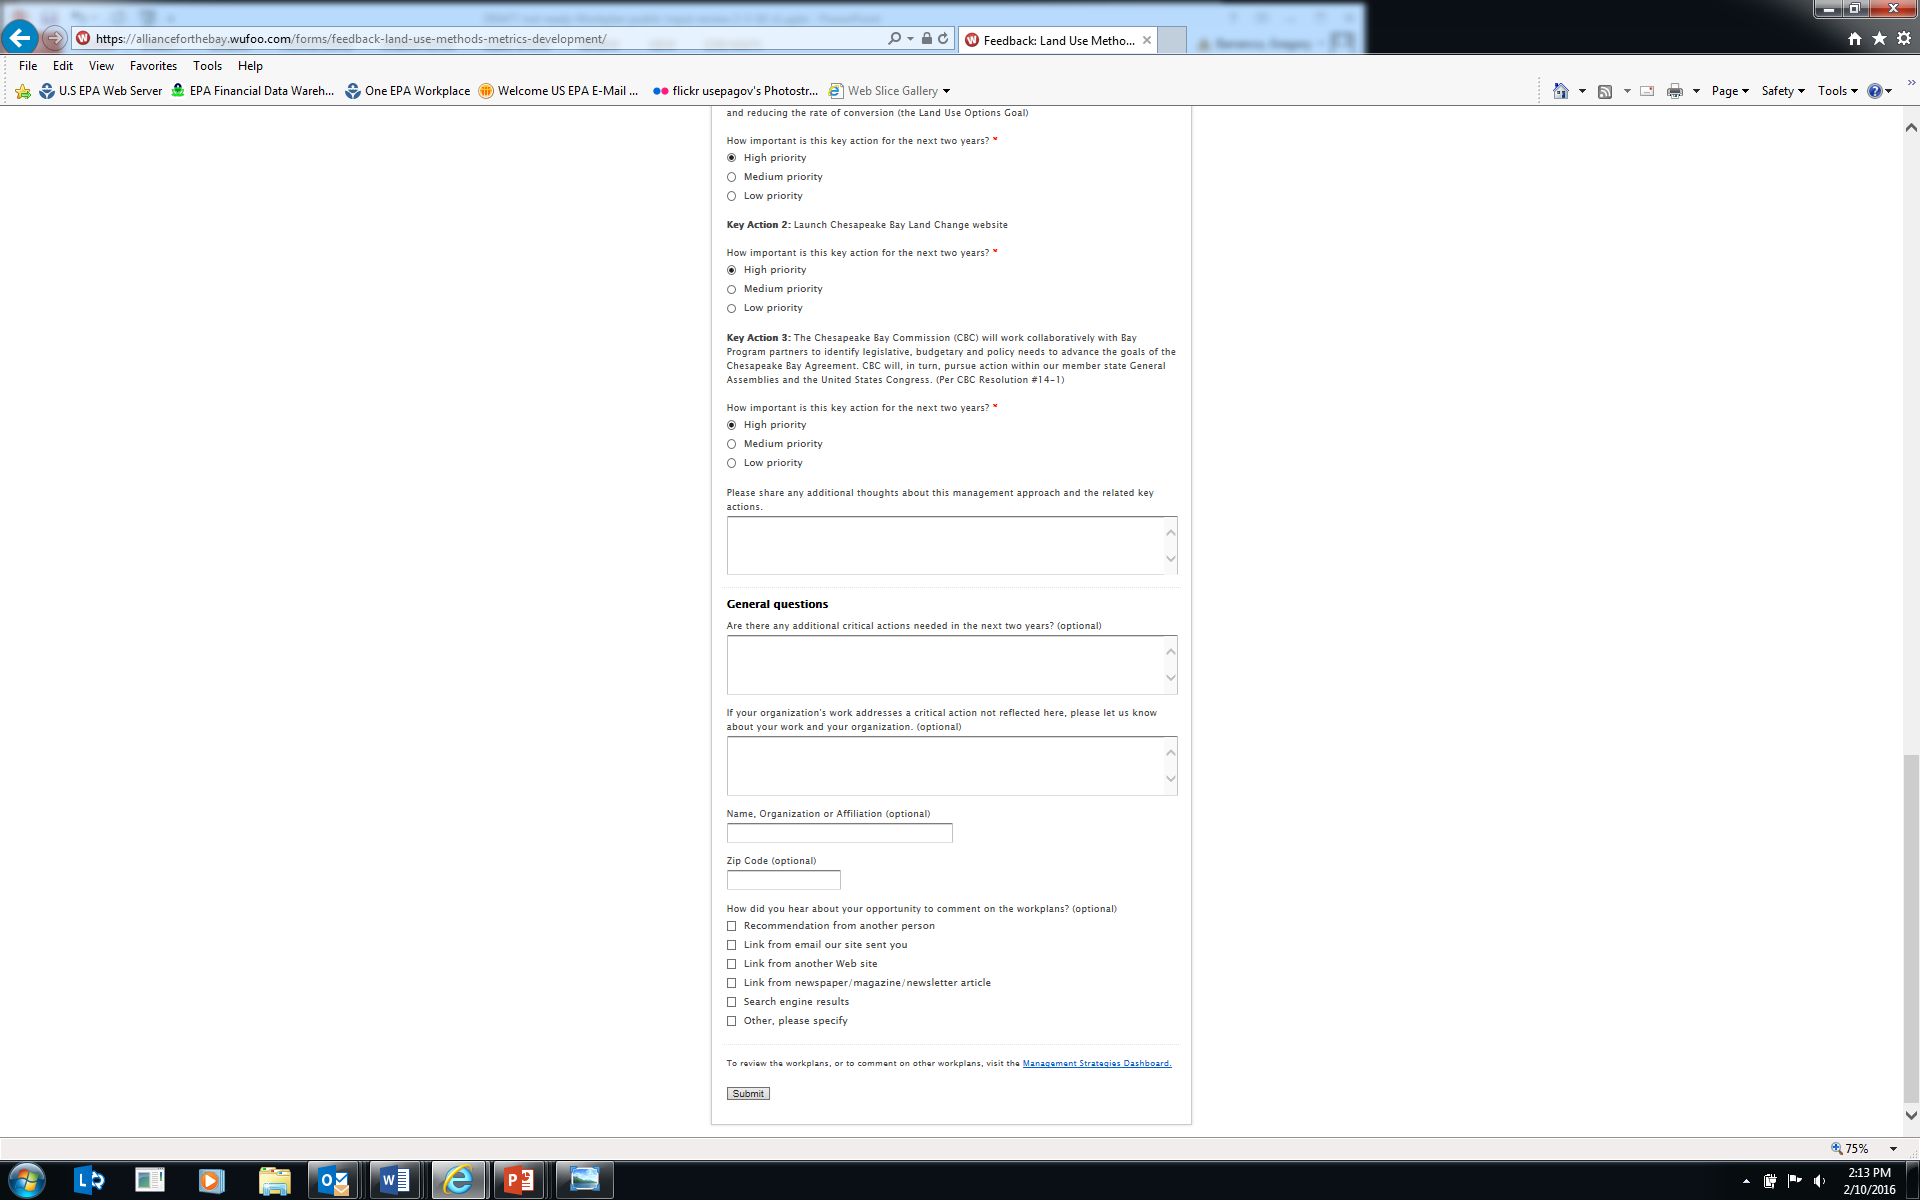 https://allianceforthebay.wufoo.com/forms/feedback-land-use-methods-metrics-development/
Feedback: Land Use Metho...
File Edit View Favorites Tools Help
U.S EPA Web Server EPA Financial Data Wareh... One EPA Workplace Welcome US EPA E-Mail ... flickr usepagov's Photostr... Web Slice Gallery Page Safety Tools
and reducing the rate of conversion (the Land Use Options Goal)
How important is this key action for the next two years? *
High priority
Medium priority
Low priority
Key Action 2: Launch Chesapeake Bay Land Change website
How important is this key action for the next two years? *
High priority
Medium priority
Low priority
Key Action 3: The Chesapeake Bay Commission (CBC) will work collaboratively with Bay
Program partners to identify legislative, budgetary and policy needs to advance the goals of the
Chesapeake Bay Agreement. CBC will, in turn, pursue action within our member state General
Assemblies and the United States Congress. (Per CBC Resolution #14-1)
How important is this key action for the next two years? *
High priority
Medium priority
Low priority
Please share any additional thoughts about this management approach and the related key
actions.
General questions
Are there any additional critical actions needed in the next two years? (optional)
If your organization's work addresses a critical action not reflected here, please let us know
about your work and your organization. (optional)
Name, Organization or Affiliation (optional)
Zip Code (optional)
How did you hear about your opportunity to comment on the workplans? (optional)
Recommendation from another person
Link from email our site sent you
Link from another Web site
Link from newspaper/magazine/newsletter article
Search engine results
Other, please specify
To review the workplans, or to comment on other workplans, visit the Management Strategies Dashboard.
Submit
75%
2:13 PM
2/10/2016